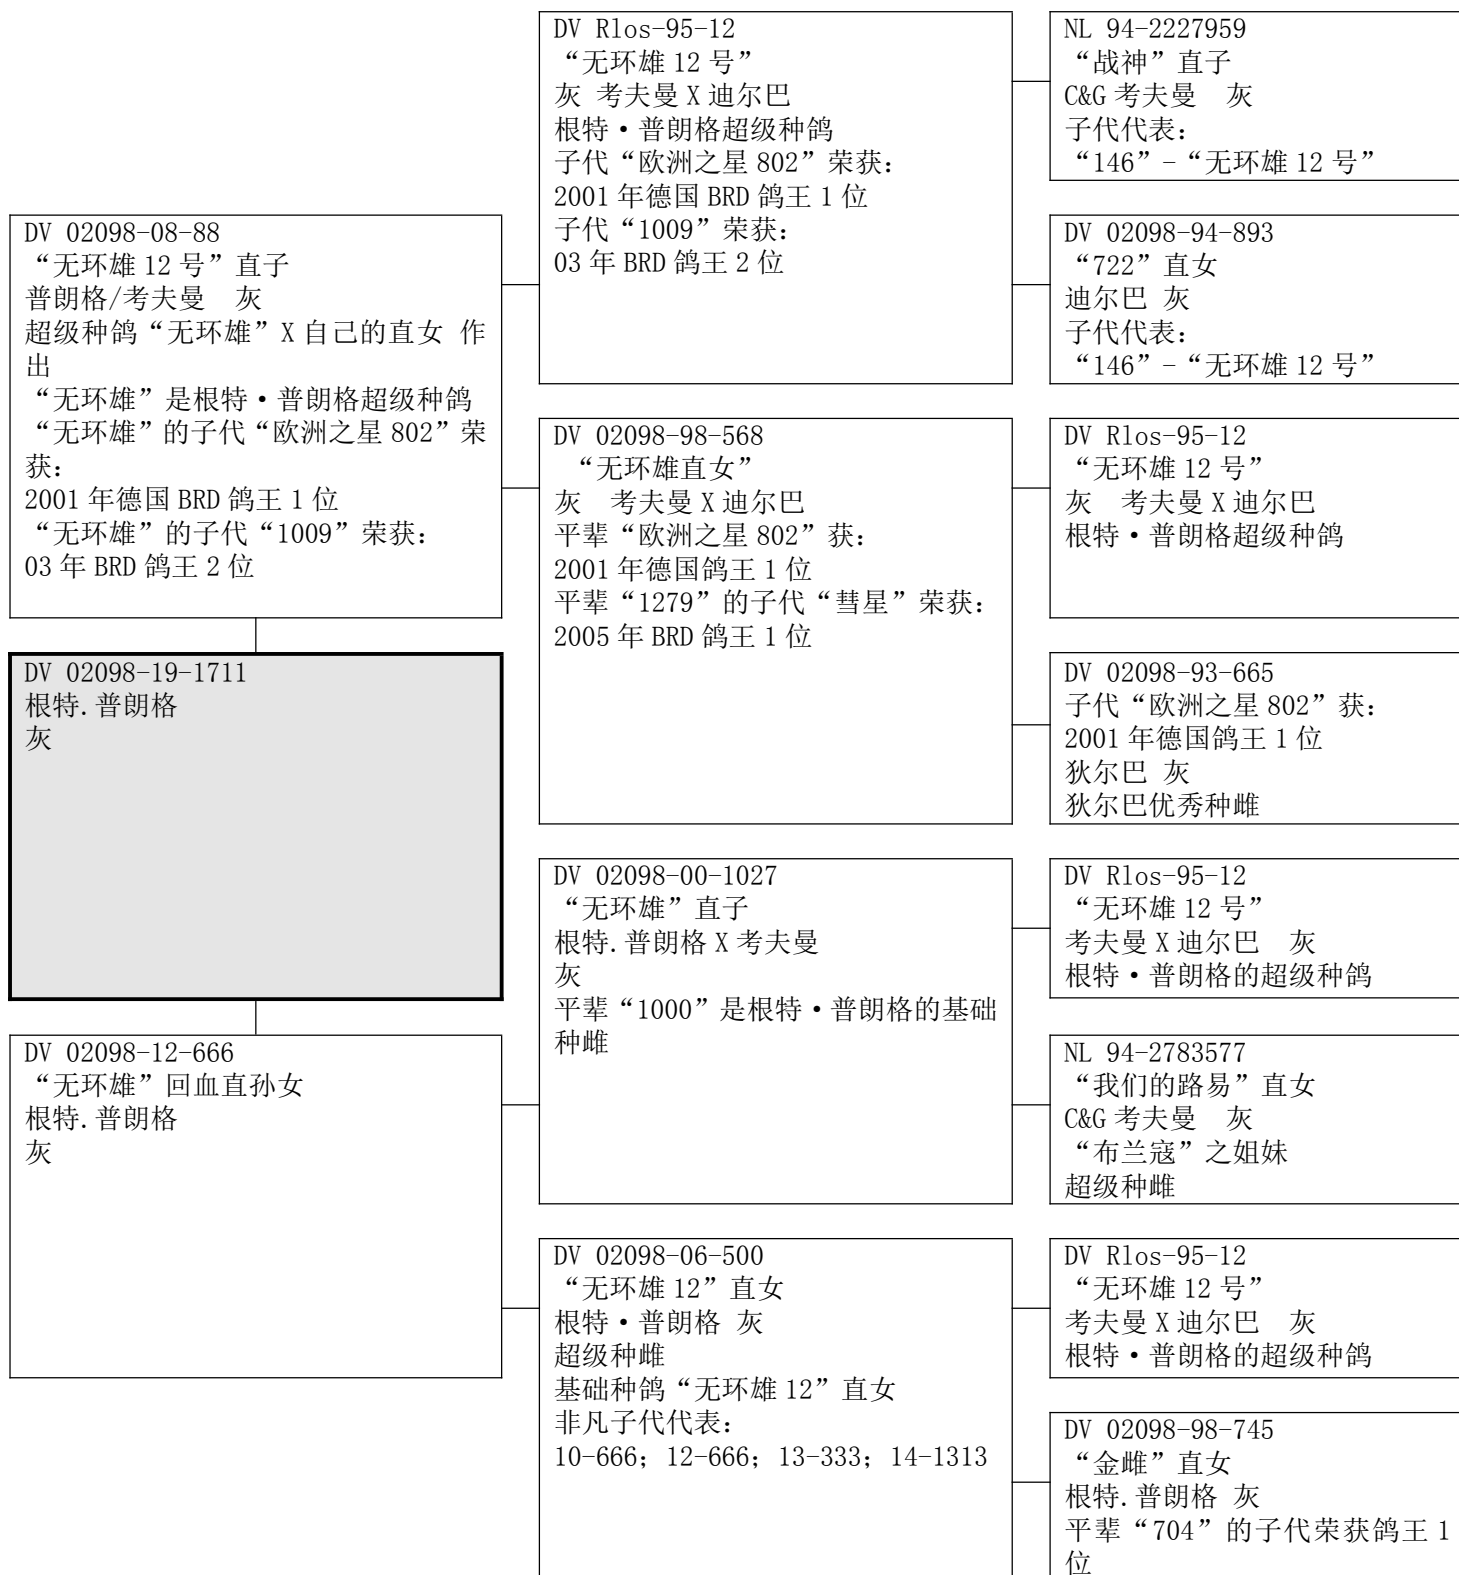 DV 02098-08-88
“无环雄 12 号”直子
普朗格/考夫曼 灰
超级种鸽“无环雄”X 自己的直女 作
出
“无环雄”是根特·普朗格超级种鸽
“无环雄”的子代“欧洲之星 802”荣
获：
2001 年德国 BRD 鸽王 1 位
“无环雄”的子代“1009”荣获：
03 年 BRD 鸽王 2 位
DV 02098-19-1711
根特.普朗格
灰
DV 02098-12-666
“无环雄”回血直孙女
根特.普朗格
灰
DV Rlos-95-12
“无环雄 12 号”
灰 考夫曼 X 迪尔巴
根特·普朗格超级种鸽
子代“欧洲之星 802”荣获：
2001 年德国 BRD 鸽王 1 位
子代“1009”荣获：
03 年 BRD 鸽王 2 位
DV 02098-98-568
“无环雄直女”
灰 考夫曼 X 迪尔巴
平辈“欧洲之星 802”获：
2001 年德国鸽王 1 位
平辈“1279”的子代“彗星”荣获：
2005 年 BRD 鸽王 1 位
DV 02098-00-1027
“无环雄”直子
根特.普朗格 X 考夫曼
灰
平辈“1000”是根特·普朗格的基础
种雌
DV 02098-06-500
“无环雄 12”直女
根特·普朗格 灰
超级种雌
基础种鸽“无环雄 12”直女
非凡子代代表：
10-666；12-666；13-333；14-1313
NL 94-2227959
“战神”直子
C&G 考夫曼 灰
子代代表：
“146”-“无环雄 12 号”
DV 02098-94-893
“722”直女
迪尔巴 灰
子代代表：
“146”-“无环雄 12 号”
DV Rlos-95-12
“无环雄 12 号”
灰 考夫曼 X 迪尔巴
根特·普朗格超级种鸽
DV 02098-93-665
子代“欧洲之星 802”获：
2001 年德国鸽王 1 位
狄尔巴 灰
狄尔巴优秀种雌
DV Rlos-95-12
“无环雄 12 号”
考夫曼 X 迪尔巴 灰
根特·普朗格的超级种鸽
NL 94-2783577
“我们的路易”直女
C&G 考夫曼 灰
“布兰寇”之姐妹
超级种雌
DV Rlos-95-12
“无环雄 12 号”
考夫曼 X 迪尔巴 灰
根特·普朗格的超级种鸽
DV 02098-98-745
“金雌”直女
根特.普朗格 灰
平辈“704”的子代荣获鸽王 1
位